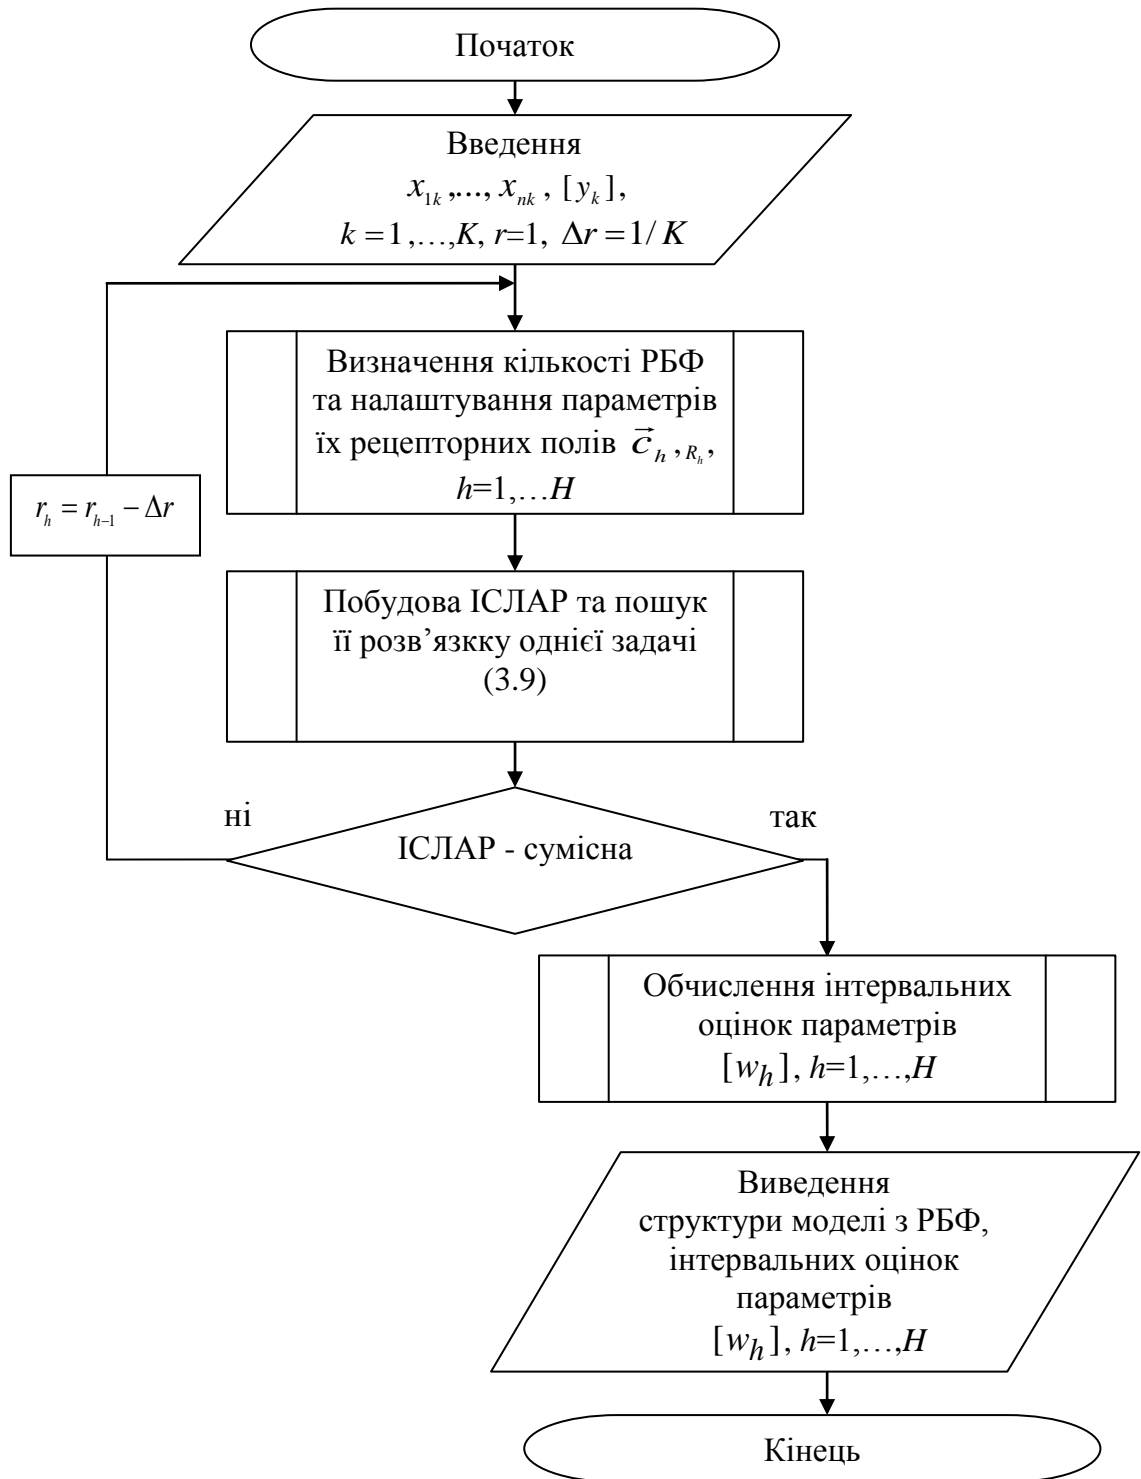 Початок
Введення
x₁ₖ,..., xₙₖ, [yₖ],
k = 1,…,K, r=1, Δr = 1/ K
Визначення кількості РБФ
та налаштування параметрів
їх рецепторних полів c⃗ₕ, Rₕ,
h=1,…H
rₕ = rₕ₋₁ − Δr
Побудова ІСЛАР та пошук
її розв’язкку однієї задачі
(3.9)
ні
так
ІСЛАР - сумісна
Обчислення інтервальних
оцінок параметрів
[wₕ], h=1,…,H
Виведення
структури моделі з РБФ,
інтервальних оцінок
параметрів
[wₕ], h=1,…,H
Кінець